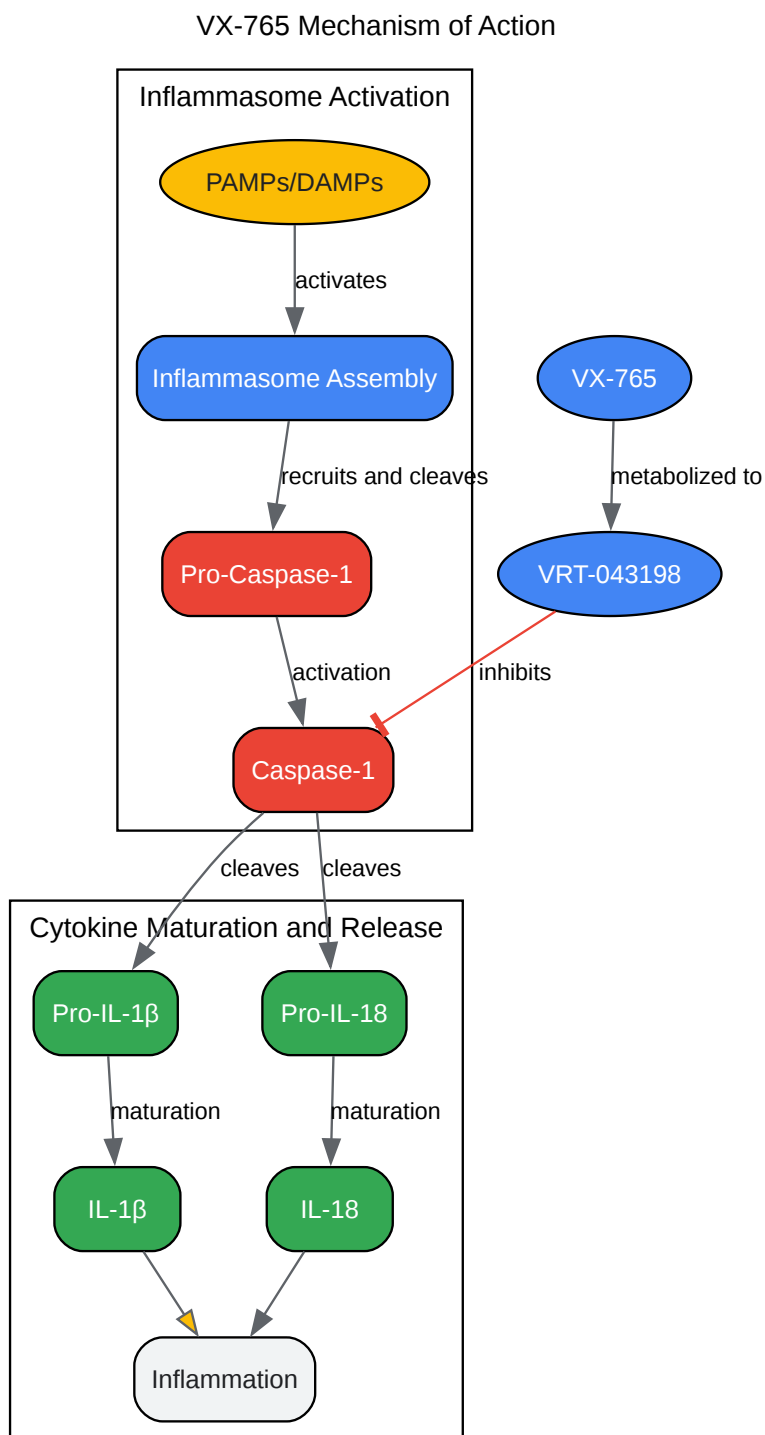 VX-765 Mechanism of Action
Inflammasome Activation
PAMPs/DAMPs
activates
Inflammasome Assembly
VX-765
recruits and cleaves
metabolized to
Pro-Caspase-1
VRT-043198
activation
inhibits
Caspase-1
cleaves
cleaves
Cytokine Maturation and Release
Pro-IL-1β
Pro-IL-18
maturation
maturation
IL-1β
IL-18
Inflammation